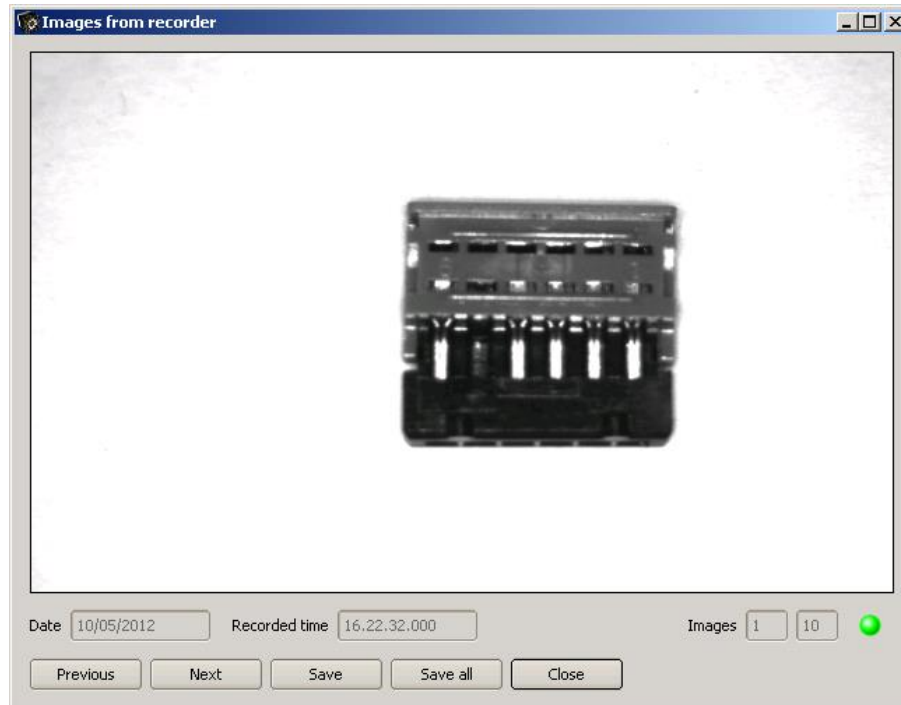 Images from recorder
Date 10/05/2012 Recorded time 16.22.32.000 Images 1 10
Previous Next Save Save all Close